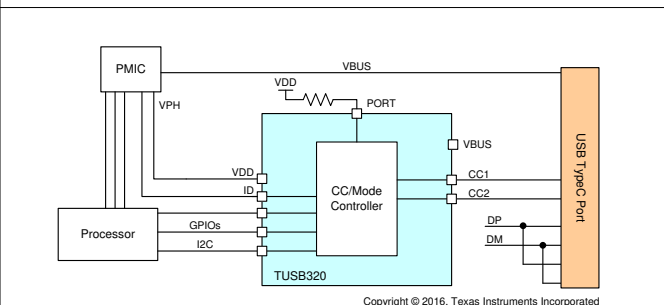 PMIC
VBUS
VPH
VDD
PORT
VBUS
VDD
ID
CC1
CC2
CC/Mode
Controller
USB TypeC Port
Processor
GPIOs
I2C
DP
DM
TUSB320
Copyright © 2016, Texas Instruments Incorporated